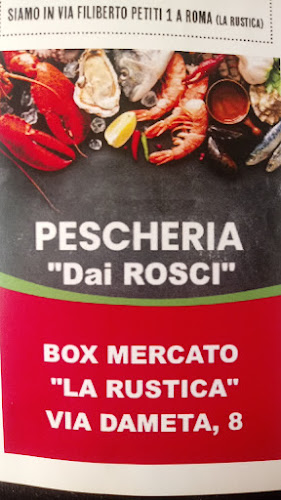 SIAMO IN VIA FILIBERTO PETITI 1 A ROMA (LA RUSTICA)
PESCHERIA
"Dai ROSCI"
BOX MERCATO
"LA RUSTICA"
VIA DAMETA, 8